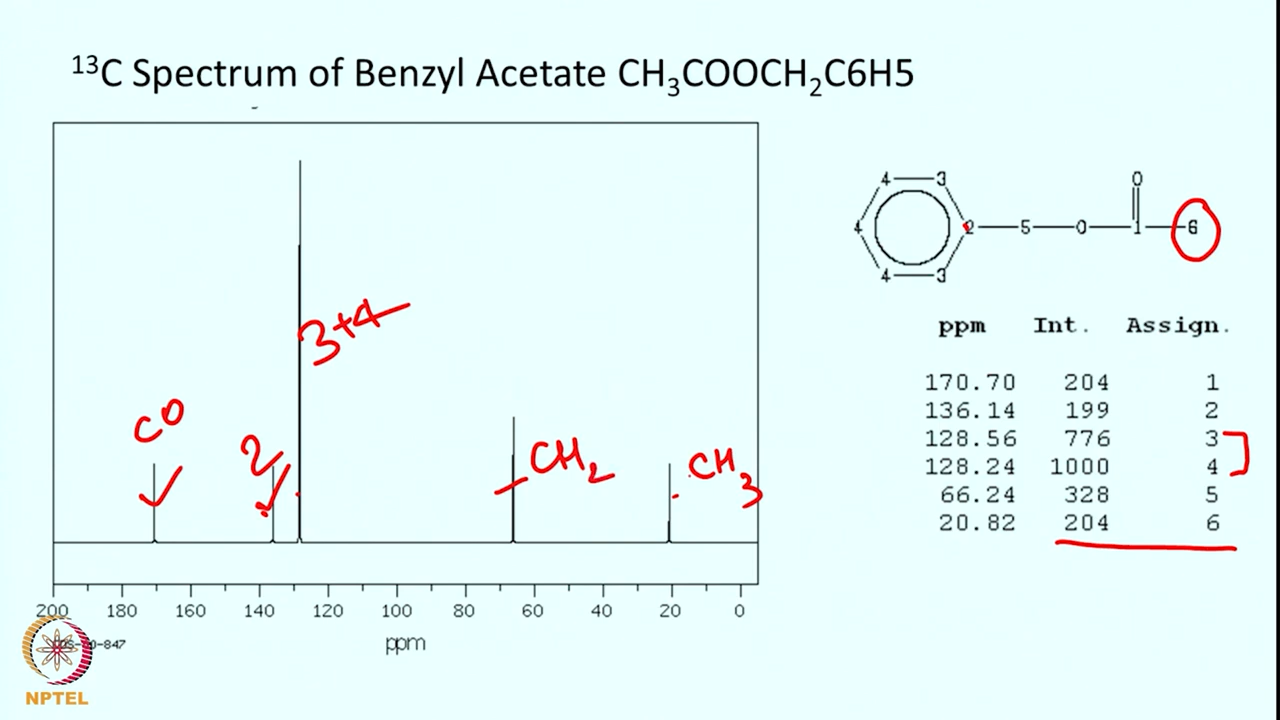 ¹³C Spectrum of Benzyl Acetate CH₃COOCH₂C6H5
CO
2
3+4
CH₂
CH₃
200 180 160 140 120 100 80 60 40 20 0
ppm
-847
NPTEL
4 3 O
4 2 5 O 1 6
4 3
ppm Int. Assign.
170.70 204 1
136.14 199 2
128.56 776 3
128.24 1000 4
66.24 328 5
20.82 204 6